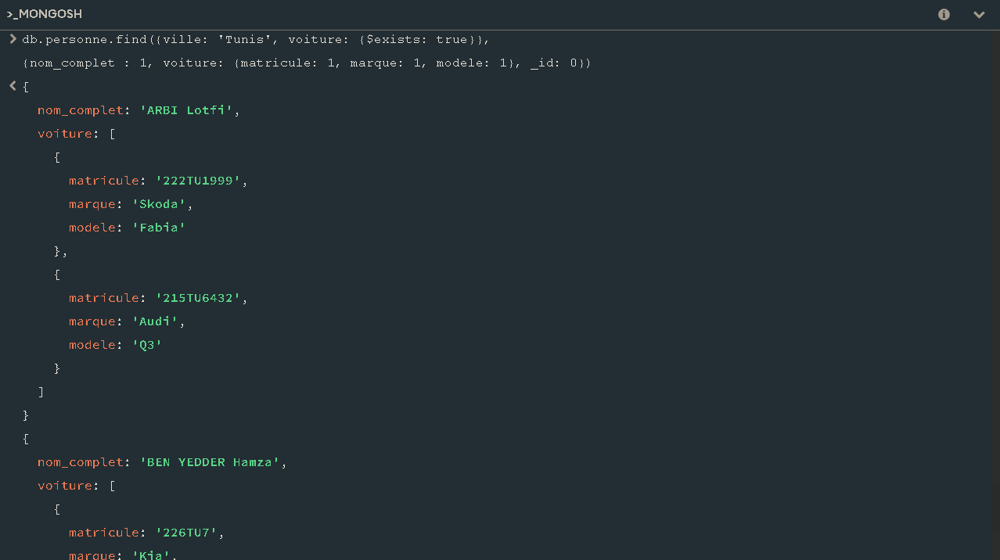 >_MONGOSH
> db.personne.find({ville: 'Tunis', voiture: {$exists: true}},
{nom_complet : 1, voiture: {matricule: 1, marque: 1, modele: 1}, _id: 0})
< {
nom_complet: 'ARBI Lotfi',
voiture: [
{
matricule: '222TU1999',
marque: 'Skoda',
modele: 'Fabia'
},
{
matricule: '215TU6432',
marque: 'Audi',
modele: 'Q3'
}
]
}
{
nom_complet: 'BEN YEDDER Hamza',
voiture: [
{
matricule: '226TU7',
marque: 'Kia',